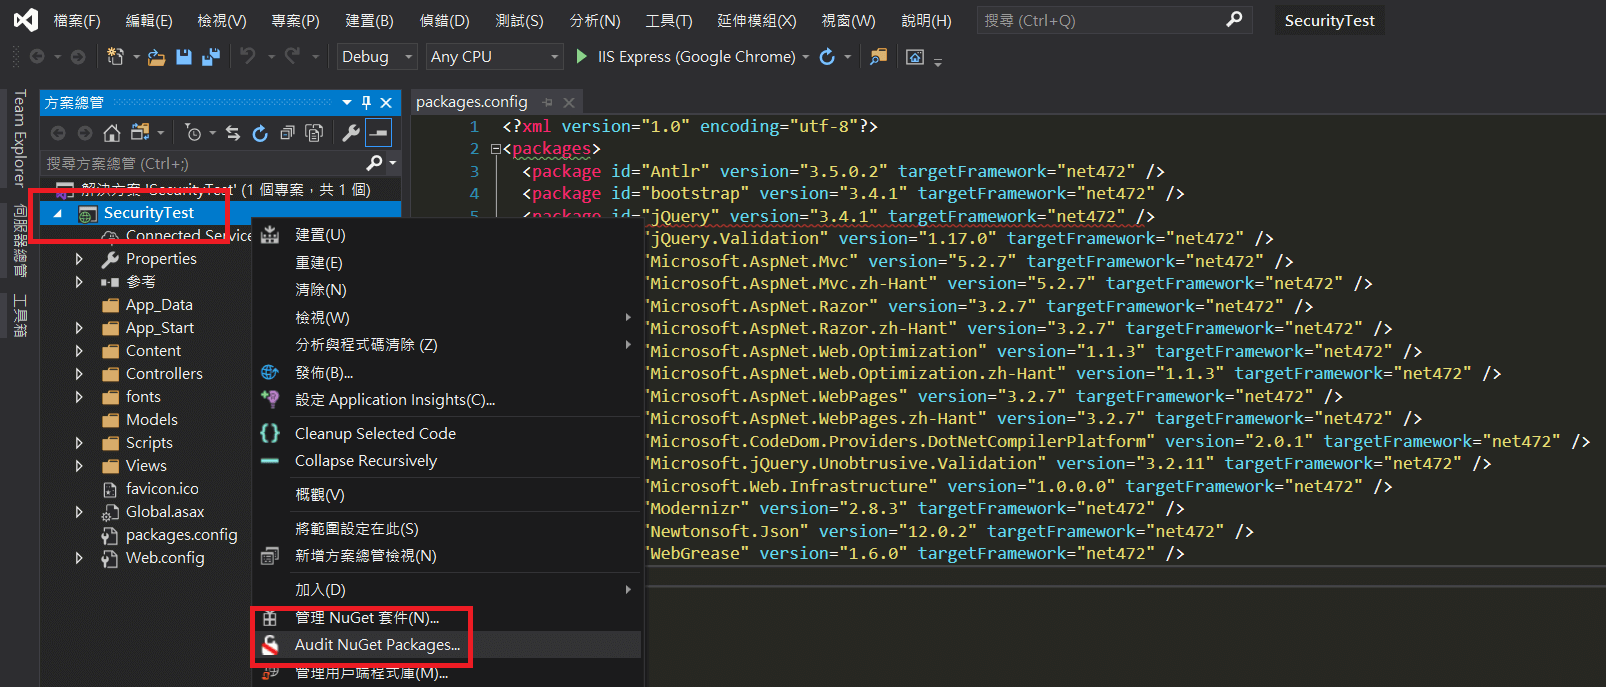 檔案(F) 編輯(E) 檢視(V) 專案(P) 建置(B) 偵錯(D) 測試(S) 分析(N) 工具(T) 延伸模組(X) 視窗(W) 說明(H) 搜尋 (Ctrl+Q) SecurityTest
Debug Any CPU IIS Express (Google Chrome)
Team Explorer
伺服器總管
工具箱
方案總管
搜尋方案總管 (Ctrl+;)
解決方案 'SecurityTest' (1 個專案，共 1 個)
SecurityTest
Connected Service
Properties
參考
App_Data
App_Start
Content
Controllers
fonts
Models
Scripts
Views
favicon.ico
Global.asax
packages.config
Web.config
建置(U)
重建(E)
清除(N)
檢視(W)
分析與程式碼清除 (Z)
發佈(B)...
設定 Application Insights(C)...
Cleanup Selected Code
Collapse Recursively
概觀(V)
將範圍設定在此(S)
新增方案總管檢視(N)
加入(D)
管理 NuGet 套件(N)...
Audit NuGet Packages...
管理用戶端程式庫(M)...
packages.config
1 <?xml version="1.0" encoding="utf-8"?>
2 <packages>
3 <package id="Antlr" version="3.5.0.2" targetFramework="net472" />
4 <package id="bootstrap" version="3.4.1" targetFramework="net472" />
5 <package id="jQuery" version="3.4.1" targetFramework="net472" />
"jQuery.Validation" version="1.17.0" targetFramework="net472" />
"Microsoft.AspNet.Mvc" version="5.2.7" targetFramework="net472" />
"Microsoft.AspNet.Mvc.zh-Hant" version="5.2.7" targetFramework="net472" />
"Microsoft.AspNet.Razor" version="3.2.7" targetFramework="net472" />
"Microsoft.AspNet.Razor.zh-Hant" version="3.2.7" targetFramework="net472" />
"Microsoft.AspNet.Web.Optimization" version="1.1.3" targetFramework="net472" />
"Microsoft.AspNet.Web.Optimization.zh-Hant" version="1.1.3" targetFramework="net472" />
"Microsoft.AspNet.WebPages" version="3.2.7" targetFramework="net472" />
"Microsoft.AspNet.WebPages.zh-Hant" version="3.2.7" targetFramework="net472" />
"Microsoft.CodeDom.Providers.DotNetCompilerPlatform" version="2.0.1" targetFramework="net472" />
"Microsoft.jQuery.Unobtrusive.Validation" version="3.2.11" targetFramework="net472" />
"Microsoft.Web.Infrastructure" version="1.0.0.0" targetFramework="net472" />
"Modernizr" version="2.8.3" targetFramework="net472" />
"Newtonsoft.Json" version="12.0.2" targetFramework="net472" />
"WebGrease" version="1.6.0" targetFramework="net472" />